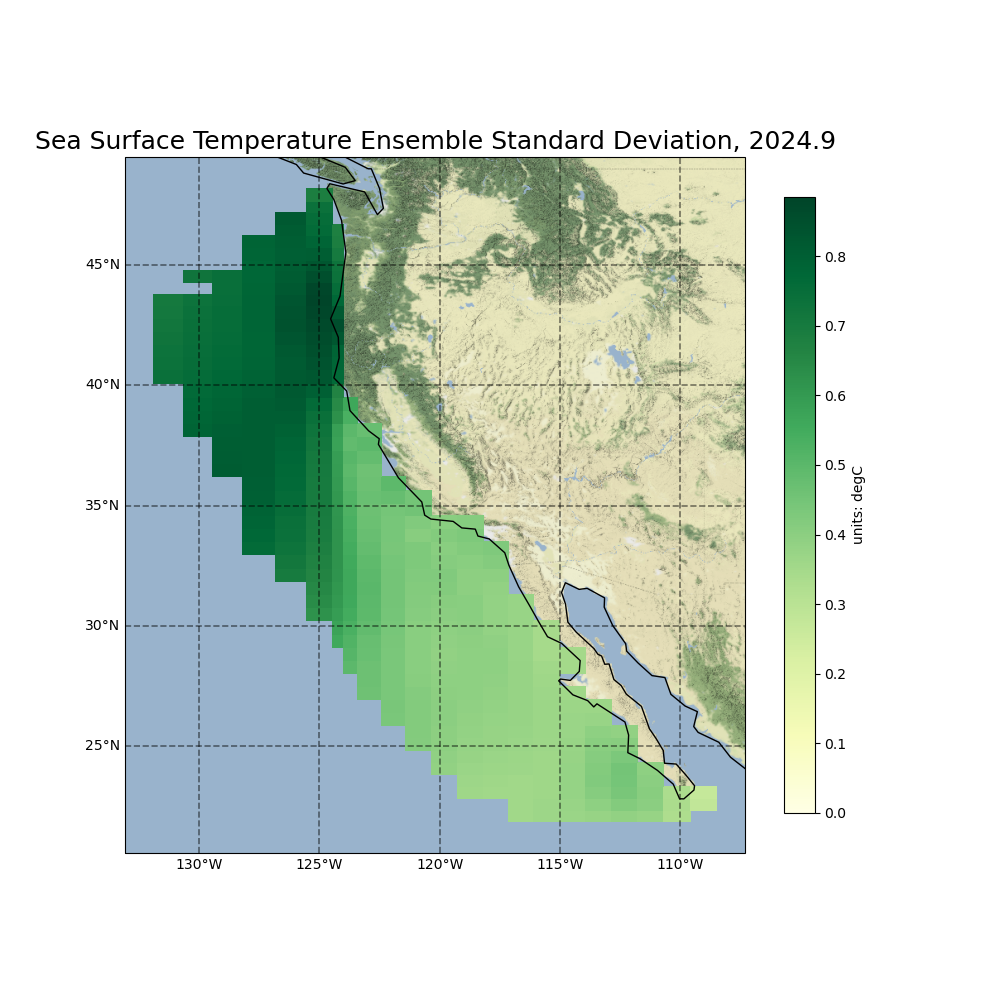 Sea Surface Temperature Ensemble Standard Deviation, 2024.9
45°N
40°N
35°N
30°N
25°N
130°W 125°W 120°W 115°W 110°W
0.8
0.7
0.6
0.5
0.4
0.3
0.2
0.1
0.0
units: degC